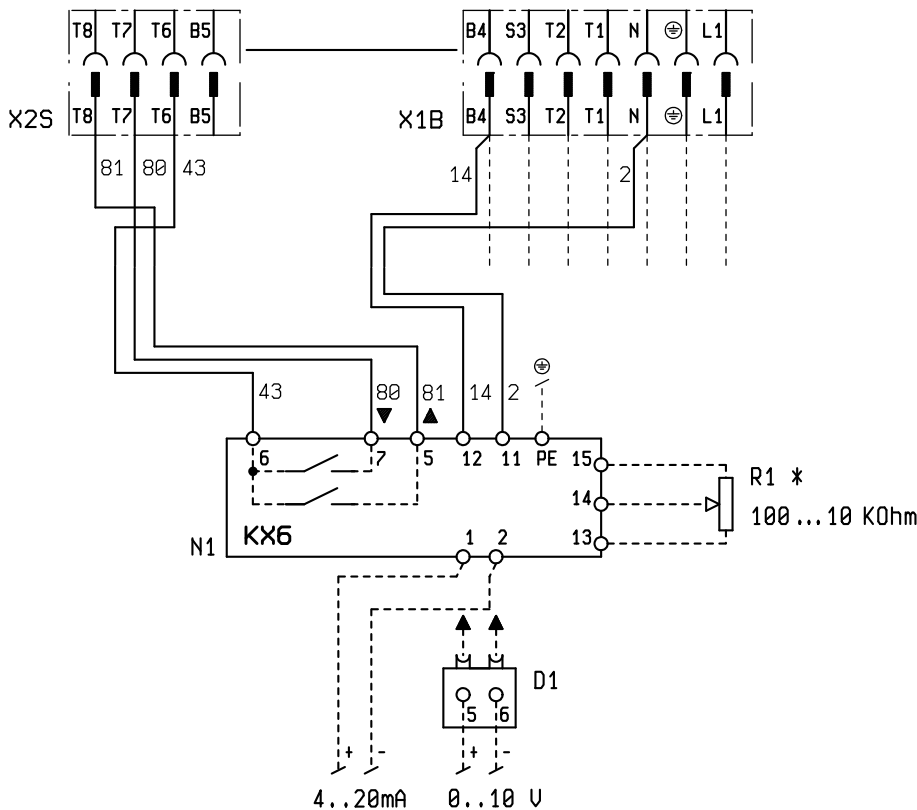 T8 T7 T6 B5 B4 S3 T2 T1 N L1
X2S T8 T7 T6 B5 X1B B4 S3 T2 T1 N L1
81 80 43 14 2
43 80 81 14 2
6 7 5 12 11 PE 15
14 R1 *
100...10 KOhm
N1 KX6 1 2 13
D1
5 6
+ - + -
4..20mA 0..10 V